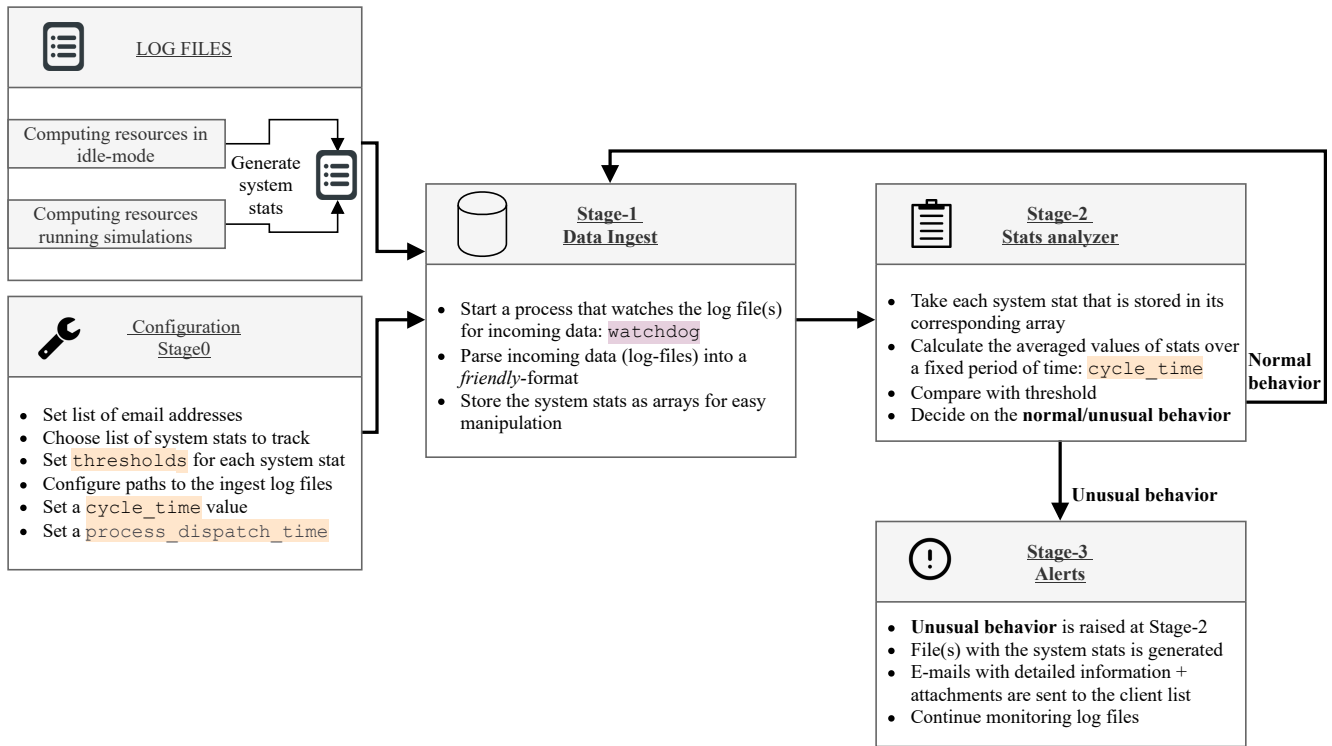 LOG FILES
Computing resources in
idle-mode
Generate
system
stats
Computing resources
running simulations
Configuration
Stage0
• Set list of email addresses
• Choose list of system stats to track
• Set thresholds for each system stat
• Configure paths to the ingest log files
• Set a cycle_time value
• Set a process_dispatch_time
Stage-1
Data Ingest
• Start a process that watches the log file(s)
for incoming data: watchdog
• Parse incoming data (log-files) into a
friendly-format
• Store the system stats as arrays for easy
manipulation
Stage-2
Stats analyzer
• Take each system stat that is stored in its
corresponding array
• Calculate the averaged values of stats over
a fixed period of time: cycle_time
• Compare with threshold
• Decide on the normal/unusual behavior
Normal
behavior
Unusual behavior
Stage-3
Alerts
• Unusual behavior is raised at Stage-2
• File(s) with the system stats is generated
• E-mails with detailed information +
attachments are sent to the client list
• Continue monitoring log files